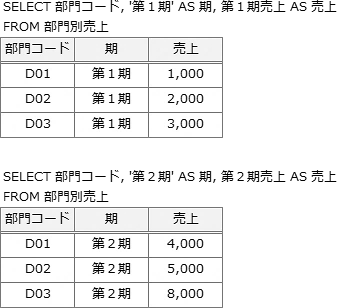 SELECT 部門コード, '第１期' AS 期, 第１期売上 AS 売上
FROM 部門別売上
部門コード 期 売上
D01 第１期 1,000
D02 第１期 2,000
D03 第１期 3,000
SELECT 部門コード, '第２期' AS 期, 第２期売上 AS 売上
FROM 部門別売上
部門コード 期 売上
D01 第２期 4,000
D02 第２期 5,000
D03 第２期 8,000